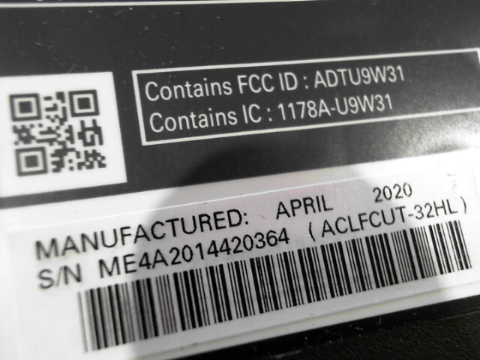 Contains FCC ID : ADTU9W31
Contains IC : 1178A-U9W31
MANUFACTURED: APRIL 2020
S/N ME4A2014420364 (ACLFCUT-32HL)